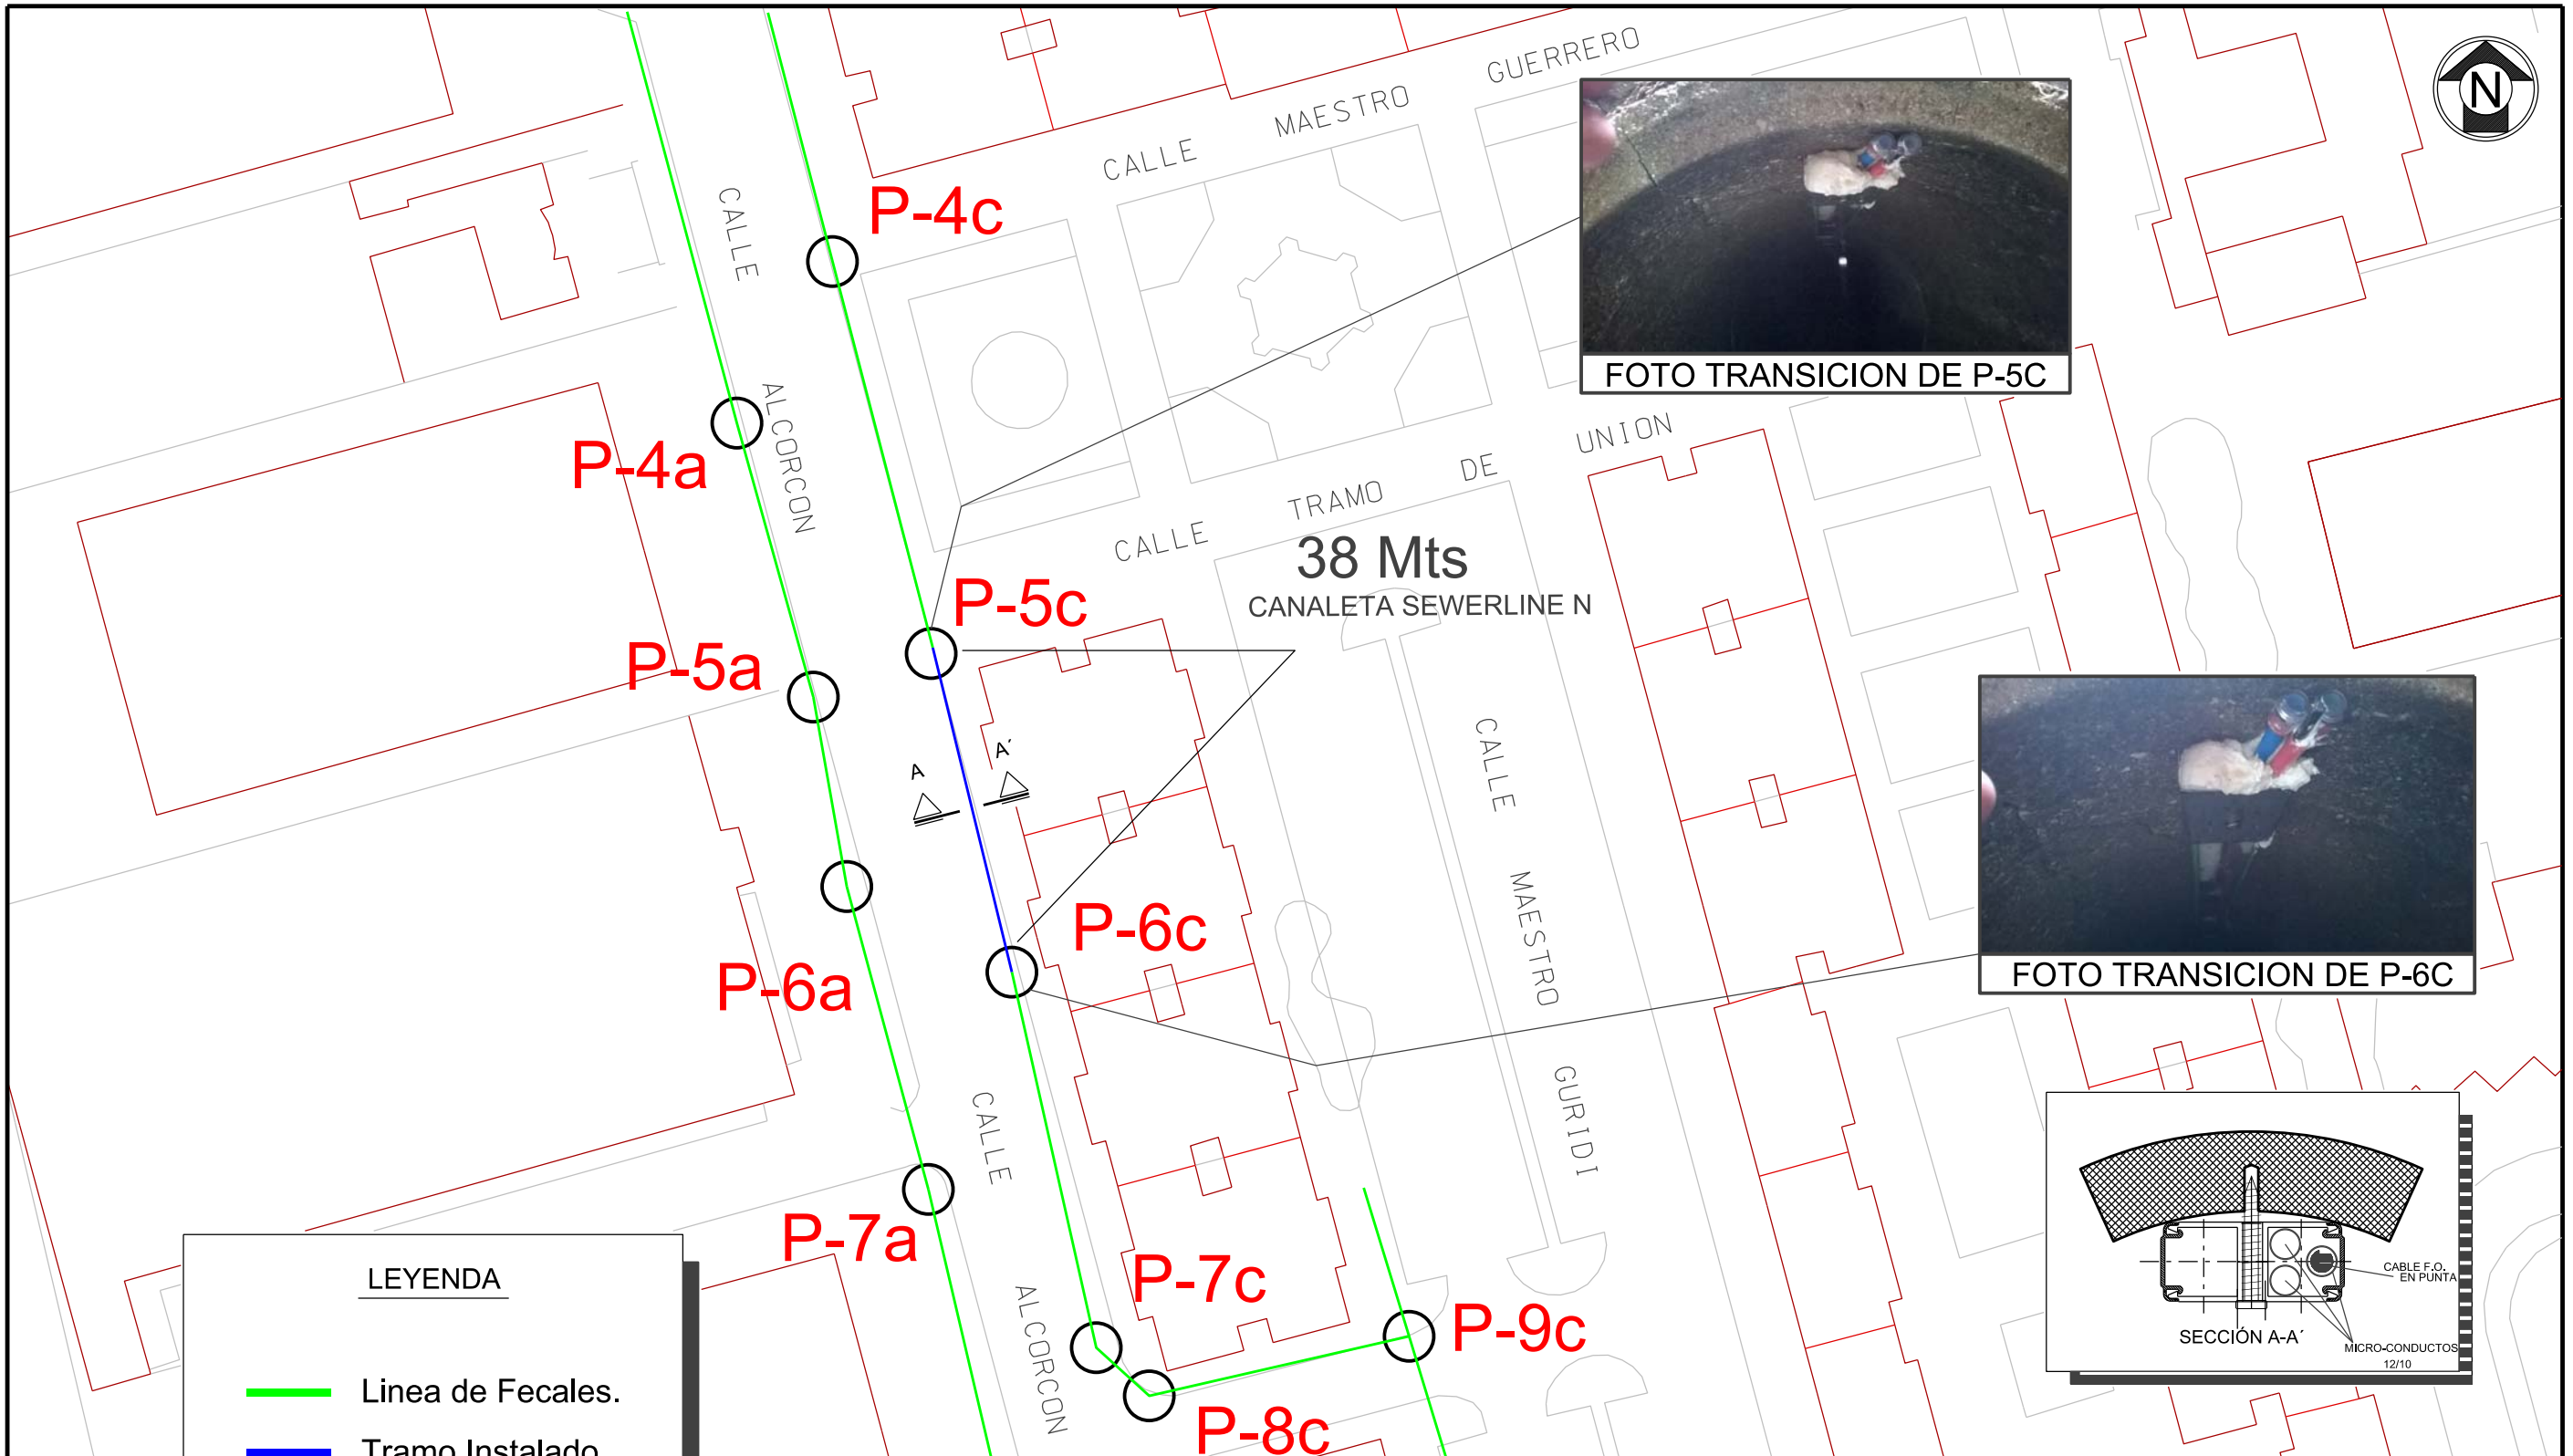 CALLE MAESTRO GUERRERO
N
P-4c
CALLE ALCORCON
FOTO TRANSICION DE P-5C
P-4a
CALLE TRAMO DE UNION
38 Mts
CANALETA SEWERLINE N
P-5c
P-5a
A
A´
CALLE MAESTRO GURIDI
P-6c
P-6a
FOTO TRANSICION DE P-6C
CALLE ALCORCON
P-7a
P-7c
P-9c
P-8c
CABLE F.O.
EN PUNTA
SECCIÓN A-A´
MICRO-CONDUCTOS
12/10
LEYENDA
Linea de Fecales.
Tramo Instalado